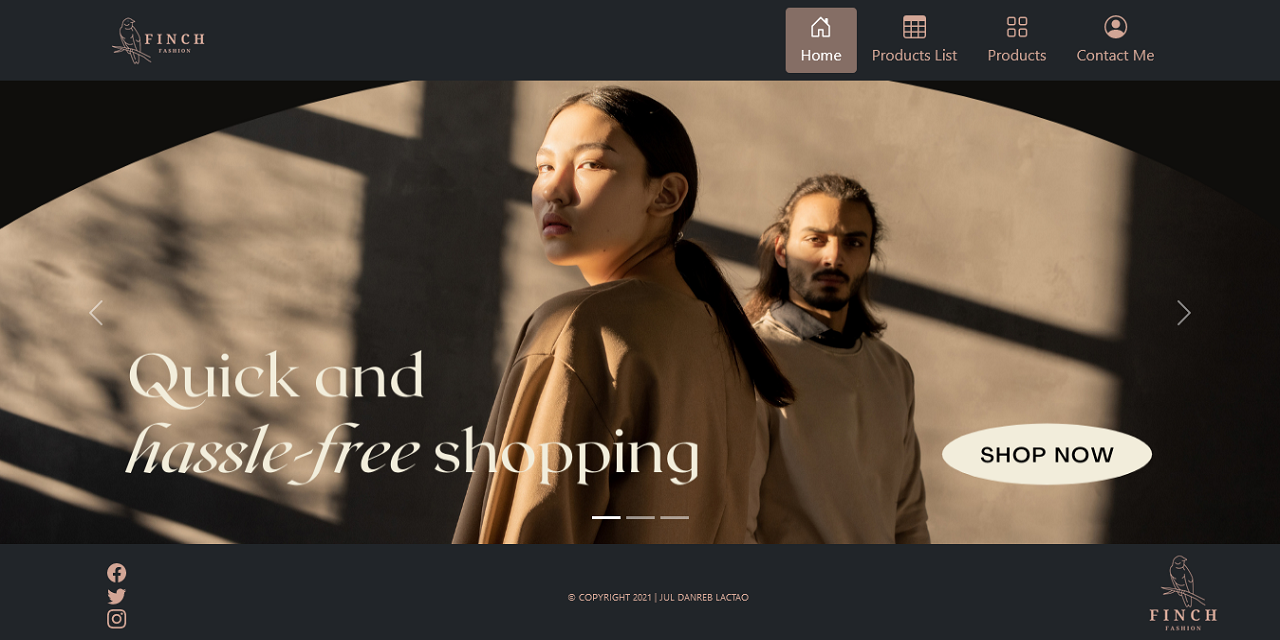 FINCH
FASHION
Home
Products List
Products
Contact Me
Quick and
hassle-free shopping
SHOP NOW
© COPYRIGHT 2021 | JUL DANREB LACTAO
FINCH
FASHION